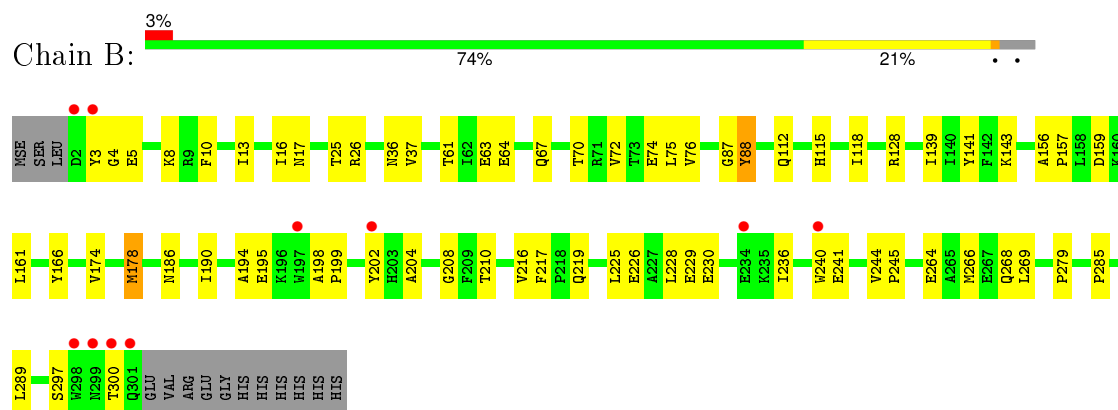 3%
Chain B:
74% 21% • •
MSE SER LEU D2 Y3 G4 E5 K8 R9 F10 I13 I16 N17 T25 R26 N36 V37 T61 I62 E63 E64 Q67 T70 R71 V72 T73 E74 L75 V76 G87 Y88 Q112 H115 I118 R128 I139 I140 Y141 F142 K143 A156 P157 L158 D159 K160
L161 Y166 V174 M178 N186 I190 A194 E195 K196 W197 A198 P199 Y202 H203 A204 G208 F209 T210 V216 F217 P218 Q219 L225 E226 A227 L228 E229 E230 E234 K235 I236 W240 E241 V244 P245 E264 A265 M266 E267 Q268 L269 P279 P285
L289 S297 W298 N299 T300 Q301 GLU VAL ARG GLU GLY HIS HIS HIS HIS HIS HIS